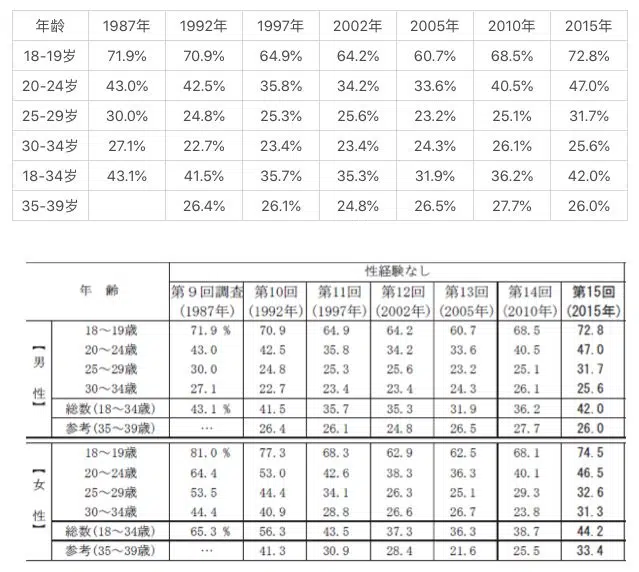 年龄 1987年 1992年 1997年 2002年 2005年 2010年 2015年
18-19岁 71.9% 70.9% 64.9% 64.2% 60.7% 68.5% 72.8%
20-24岁 43.0% 42.5% 35.8% 34.2% 33.6% 40.5% 47.0%
25-29岁 30.0% 24.8% 25.3% 25.6% 23.2% 25.1% 31.7%
30-34岁 27.1% 22.7% 23.4% 23.4% 24.3% 26.1% 25.6%
18-34岁 43.1% 41.5% 35.7% 35.3% 31.9% 36.2% 42.0%
35-39岁 26.4% 26.1% 24.8% 26.5% 27.7% 26.0%
性経験なし
年 齢 第9回調査 第10回 第11回 第12回 第13回 第14回 第15回
(1987年) (1992年) (1997年) (2002年) (2005年) (2010年) (2015年)
【男性】
18～19歳 71.9 % 70.9 64.9 64.2 60.7 68.5 72.8
20～24歳 43.0 42.5 35.8 34.2 33.6 40.5 47.0
25～29歳 30.0 24.8 25.3 25.6 23.2 25.1 31.7
30～34歳 27.1 22.7 23.4 23.4 24.3 26.1 25.6
総数(18～34歳) 43.1 % 41.5 35.7 35.3 31.9 36.2 42.0
参考(35～39歳) … 26.4 26.1 24.8 26.5 27.7 26.0
【女性】
18～19歳 81.0 % 77.3 68.3 62.9 62.5 68.1 74.5
20～24歳 64.4 53.0 42.6 38.3 36.3 40.1 46.5
25～29歳 53.5 44.4 34.1 26.3 25.1 29.3 32.6
30～34歳 44.4 40.9 28.8 26.6 26.7 23.8 31.3
総数(18～34歳) 65.3 % 56.3 43.5 37.3 36.3 38.7 44.2
参考(35～39歳) … 41.3 30.9 28.4 21.6 25.5 33.4